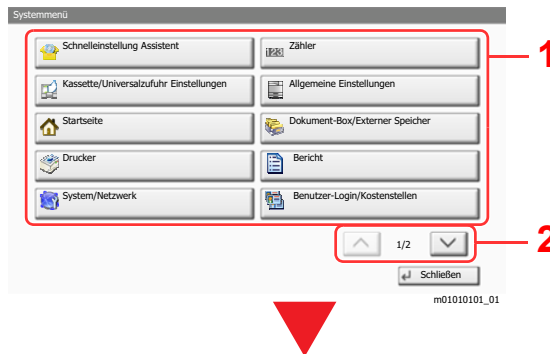 Systemmenü
Schnelleinstellung Assistent
Zähler
1
Kassette/Universalzufuhr Einstellungen
Allgemeine Einstellungen
Startseite
Dokument-Box/Externer Speicher
Drucker
Bericht
System/Netzwerk
Benutzer-Login/Kostenstellen
1/2
2
Schließen
m01010101_01